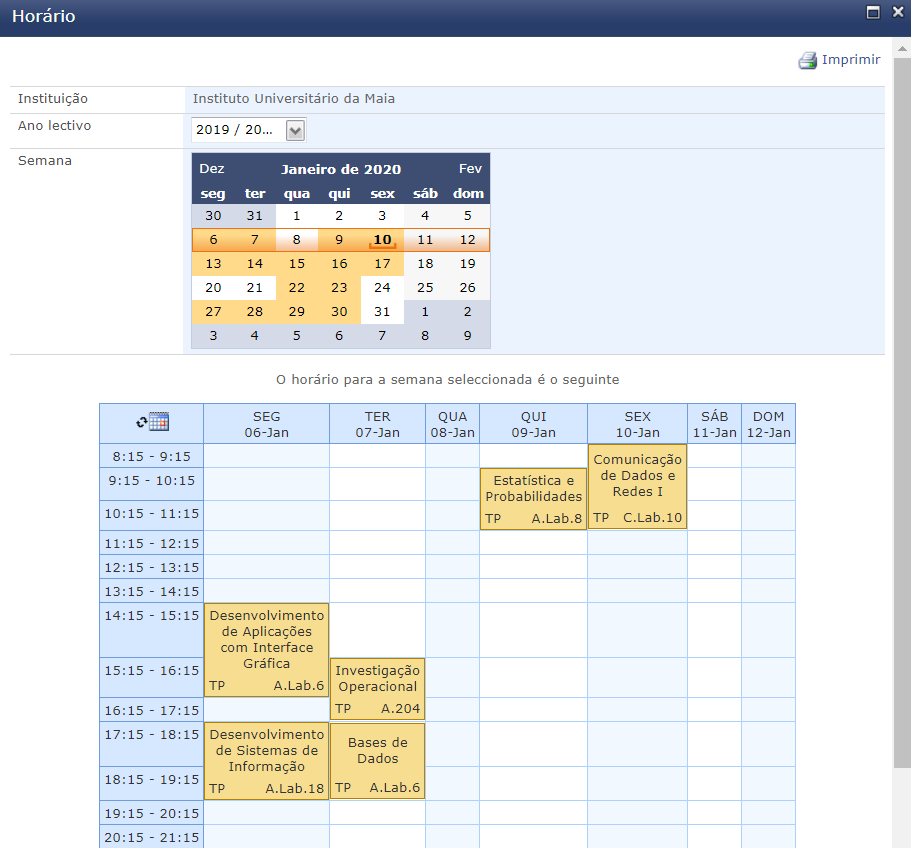 Horário
Imprimir
Instituição Instituto Universitário da Maia
Ano lectivo 2019 / 20...
Semana
Dez Janeiro de 2020 Fev
seg ter qua qui sex sáb dom
30 31 1 2 3 4 5
6 7 8 9 10 11 12
13 14 15 16 17 18 19
20 21 22 23 24 25 26
27 28 29 30 31 1 2
3 4 5 6 7 8 9
O horário para a semana seleccionada é o seguinte
SEG TER QUA QUI SEX SÁB DOM
06-Jan 07-Jan 08-Jan 09-Jan 10-Jan 11-Jan 12-Jan
8:15 - 9:15
9:15 - 10:15
10:15 - 11:15
11:15 - 12:15
12:15 - 13:15
13:15 - 14:15
14:15 - 15:15
15:15 - 16:15
16:15 - 17:15
17:15 - 18:15
18:15 - 19:15
19:15 - 20:15
20:15 - 21:15
Desenvolvimento
de Aplicações
com Interface
Gráfica
TP A.Lab.6
Desenvolvimento
de Sistemas de
Informação
TP A.Lab.18
Investigação
Operacional
TP A.204
Bases de
Dados
TP A.Lab.6
Estatística e
Probabilidades
TP A.Lab.8
Comunicação
de Dados e
Redes I
TP C.Lab.10